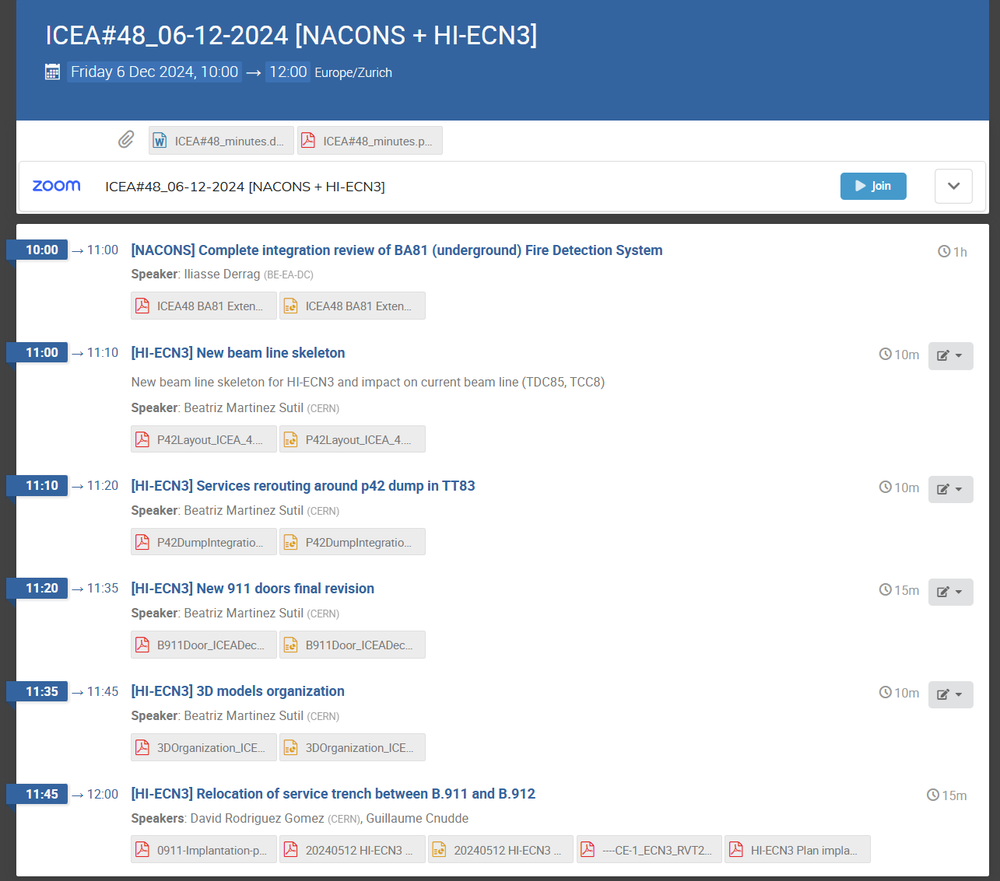 ICEA#48_06-12-2024 [NACONS + HI-ECN3]
Friday 6 Dec 2024, 10:00 → 12:00 Europe/Zurich
ICEA#48_minutes.d... ICEA#48_minutes.p...
zoom ICEA#48_06-12-2024 [NACONS + HI-ECN3] Join
10:00 → 11:00 [NACONS] Complete integration review of BA81 (underground) Fire Detection System 1h
Speaker: Iliasse Derrag (BE-EA-DC)
ICEA48 BA81 Exten... ICEA48 BA81 Exten...
11:00 → 11:10 [HI-ECN3] New beam line skeleton 10m
New beam line skeleton for HI-ECN3 and impact on current beam line (TDC85, TCC8)
Speaker: Beatriz Martinez Sutil (CERN)
P42Layout_ICEA_4.... P42Layout_ICEA_4....
11:10 → 11:20 [HI-ECN3] Services rerouting around p42 dump in TT83 10m
Speaker: Beatriz Martinez Sutil (CERN)
P42DumpIntegratio... P42DumpIntegratio...
11:20 → 11:35 [HI-ECN3] New 911 doors final revision 15m
Speaker: Beatriz Martinez Sutil (CERN)
B911Door_ICEADec... B911Door_ICEADec...
11:35 → 11:45 [HI-ECN3] 3D models organization 10m
Speaker: Beatriz Martinez Sutil (CERN)
3DOrganization_ICE... 3DOrganization_ICE...
11:45 → 12:00 [HI-ECN3] Relocation of service trench between B.911 and B.912 15m
Speakers: David Rodriguez Gomez (CERN), Guillaume Cnudde
0911-Implantation-p... 20240512 HI-ECN3 ... 20240512 HI-ECN3 ... ----CE-1_ECN3_RVT2... HI-ECN3 Plan impla...